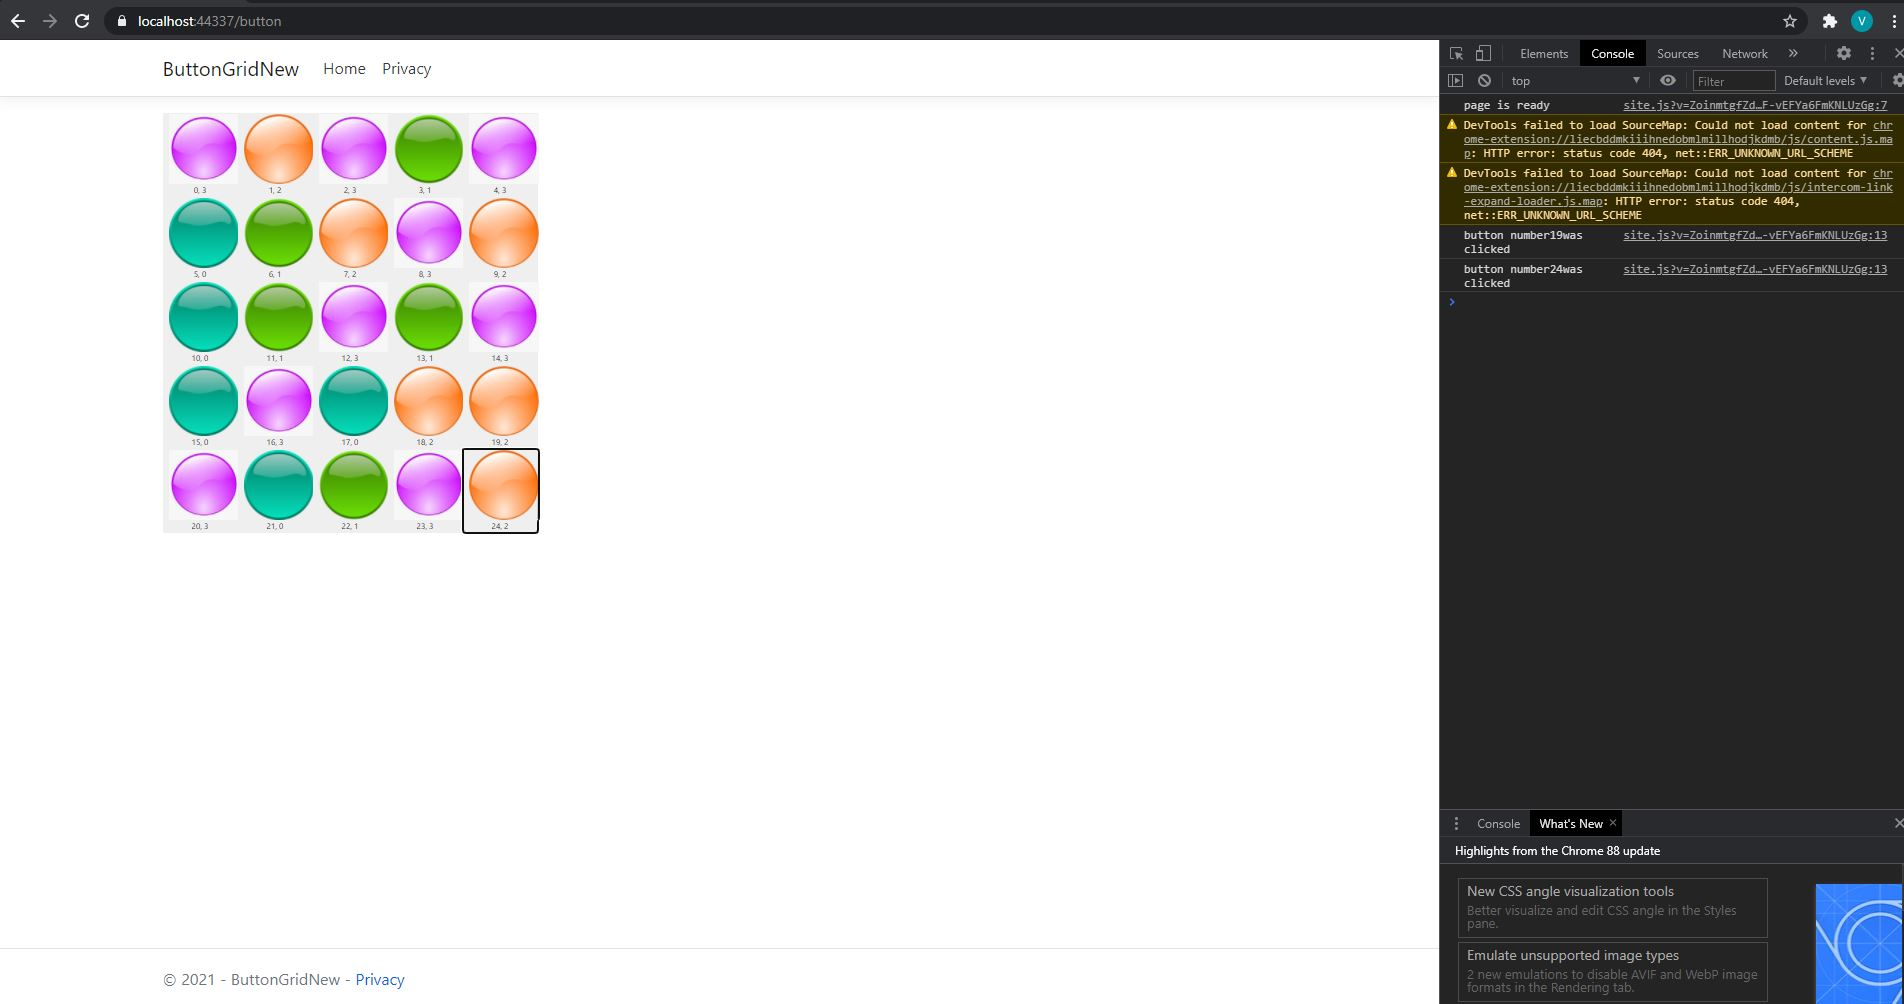 localhost:44337/button
V
ButtonGridNew Home Privacy
0, 3 1, 2 2, 3 3, 1 4, 3
5, 0 6, 1 7, 2 8, 3 9, 2
10, 0 11, 1 12, 3 13, 1 14, 3
15, 0 16, 3 17, 0 18, 2 19, 2
20, 3 21, 0 22, 1 23, 3 24, 2
© 2021 - ButtonGridNew - Privacy
Elements Console Sources Network »
top Filter Default levels
page is ready site.js?v=ZoinmtgfZd…F-vEFYa6FmKNLUzGg:7
DevTools failed to load SourceMap: Could not load content for chr
ome-extension://liecbddmkiiihnedobmlmillhodjkdmb/js/content.js.ma
p: HTTP error: status code 404, net::ERR_UNKNOWN_URL_SCHEME
DevTools failed to load SourceMap: Could not load content for chr
ome-extension://liecbddmkiiihnedobmlmillhodjkdmb/js/intercom-link
-expand-loader.js.map: HTTP error: status code 404,
net::ERR_UNKNOWN_URL_SCHEME
button number19was site.js?v=ZoinmtgfZd…-vEFYa6FmKNLUzGg:13
clicked
button number24was site.js?v=ZoinmtgfZd…-vEFYa6FmKNLUzGg:13
clicked
Console What's New
Highlights from the Chrome 88 update
New CSS angle visualization tools
Better visualize and edit CSS angle in the Styles
pane.
Emulate unsupported image types
2 new emulations to disable AVIF and WebP image
formats in the Rendering tab.